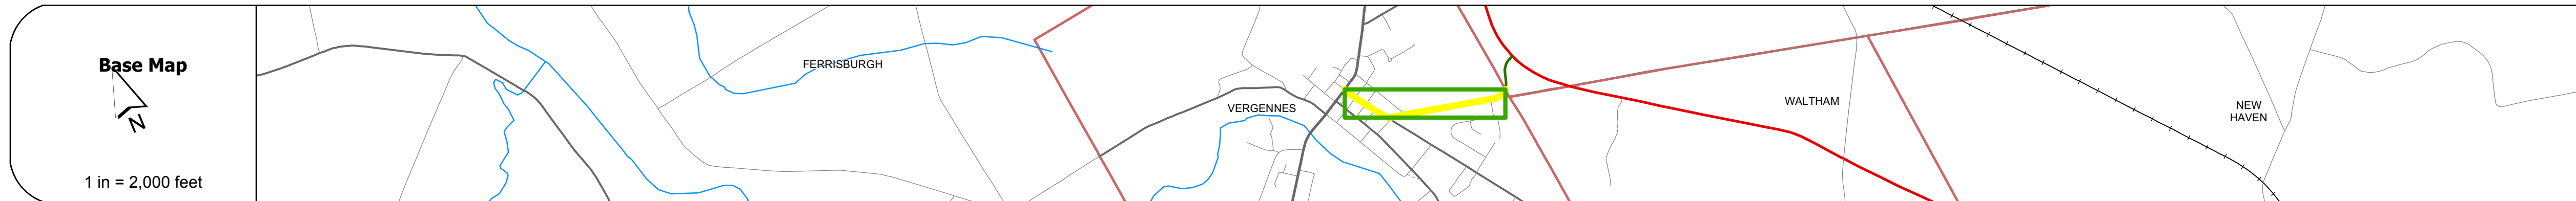 Base Map
N
1 in = 2,000 feet
FERRISBURGH
VERGENNES
WALTHAM
NEW
HAVEN